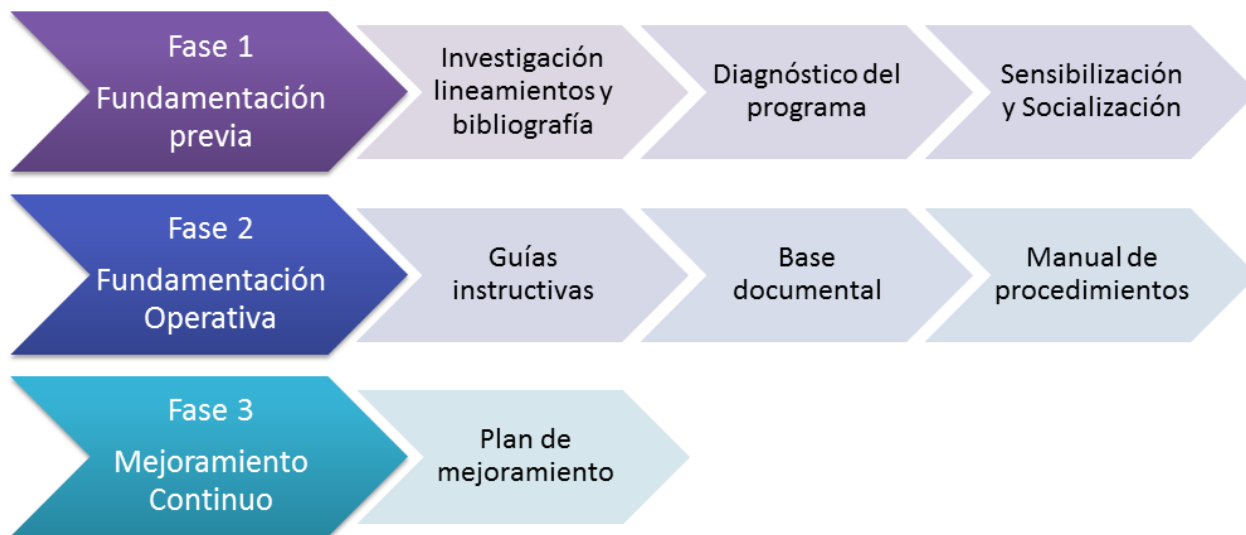 Fase 1
Fundamentación
previa
Investigación
lineamientos y
bibliografía
Diagnóstico del
programa
Sensibilización
y Socialización
Fase 2
Fundamentación
Operativa
Guías
instructivas
Base
documental
Manual de
procedimientos
Fase 3
Mejoramiento
Continuo
Plan de
mejoramiento